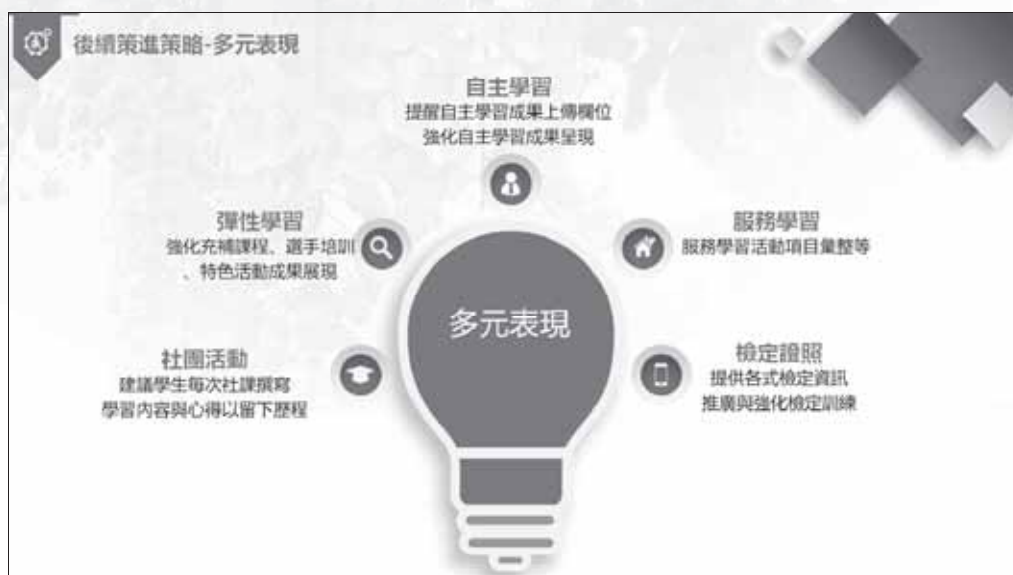 後續策進策略-多元表現
自主學習
提醒自主學習成果上傳欄位
強化自主學習成果呈現
彈性學習
強化充補課程、選手培訓
、特色活動成果展現
服務學習
服務學習活動項目彙整等
多元表現
社團活動
建議學生每次社課撰寫
學習內容與心得以留下歷程
檢定證照
提供各式檢定資訊
推廣與強化檢定訓練